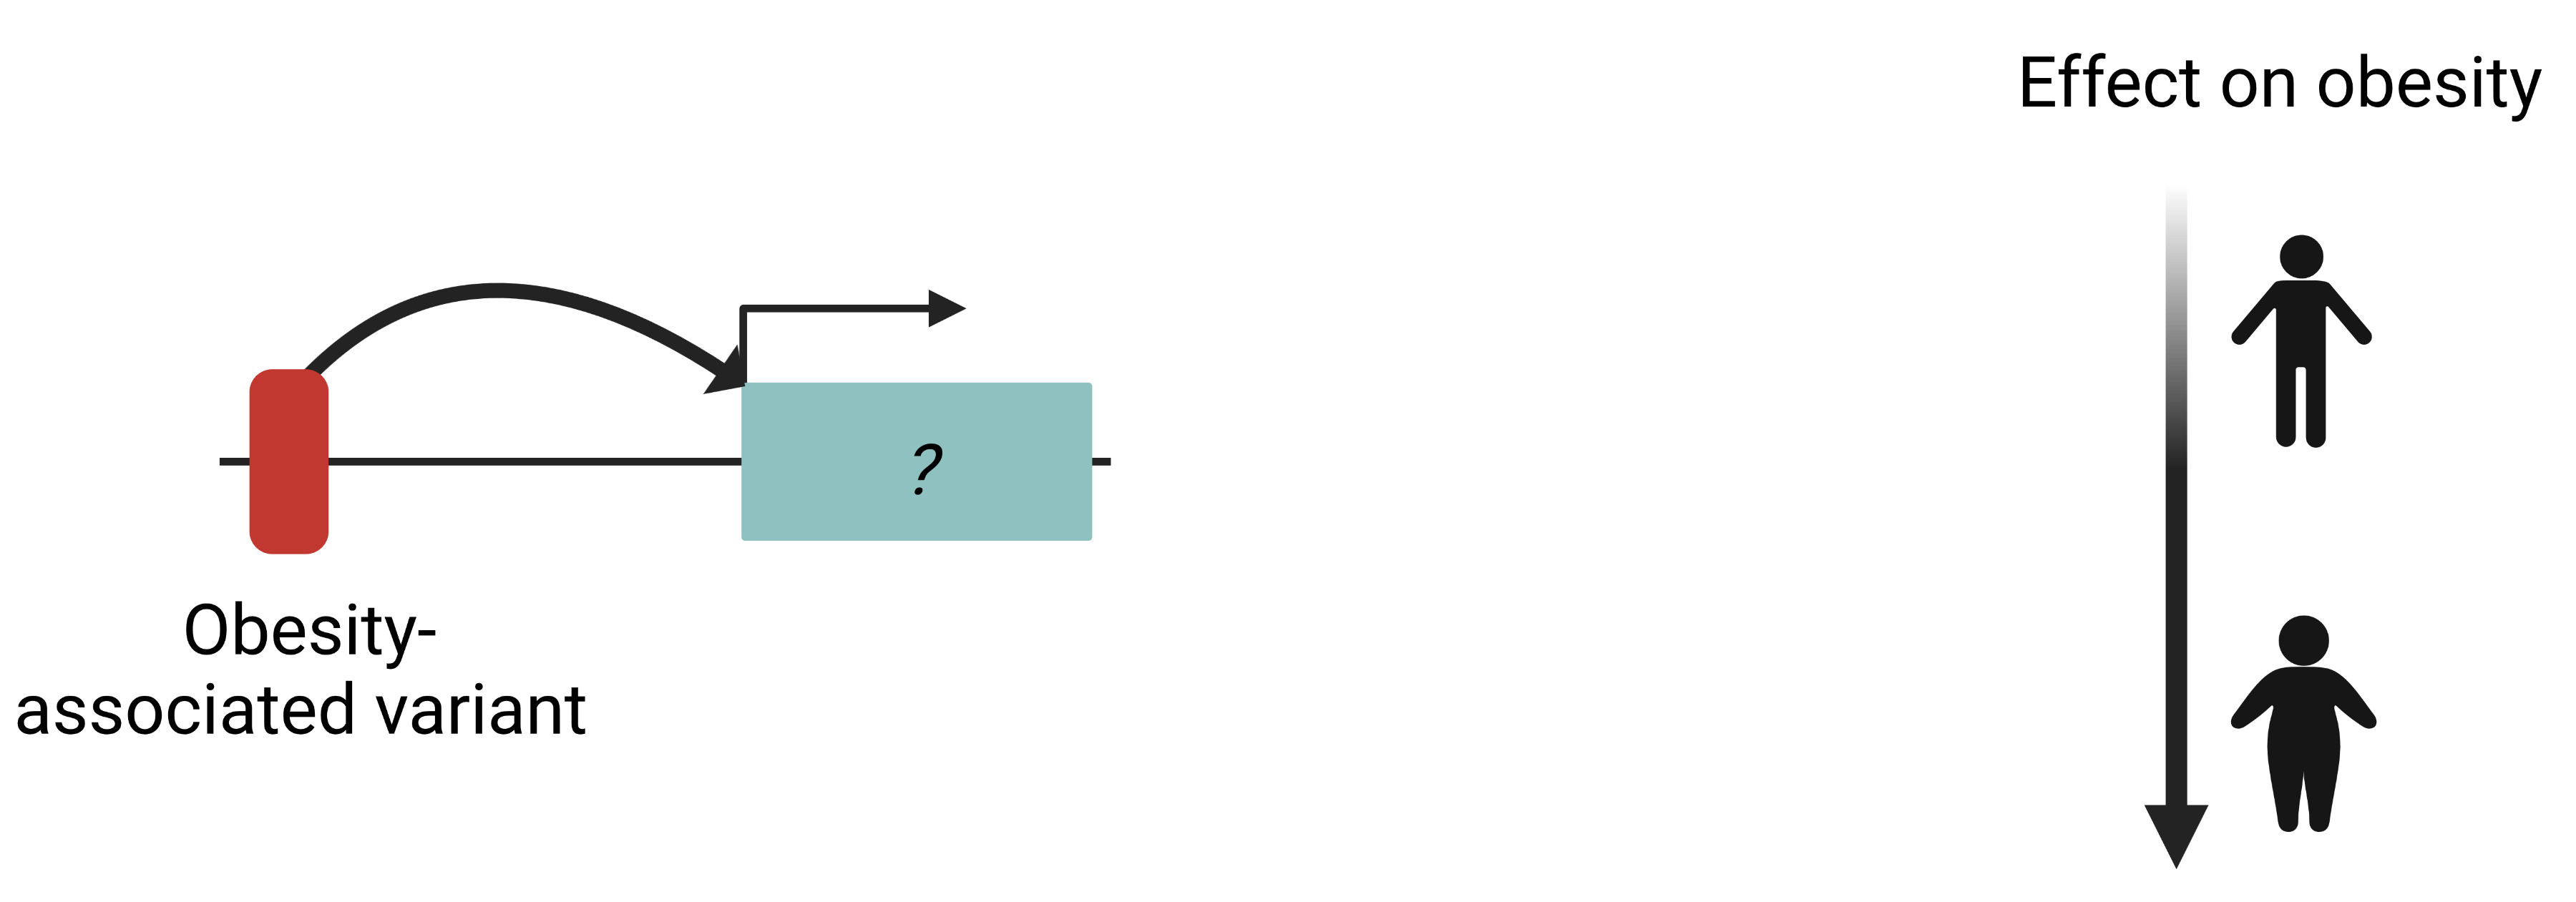 Effect on obesity
?
Obesity-
associated variant